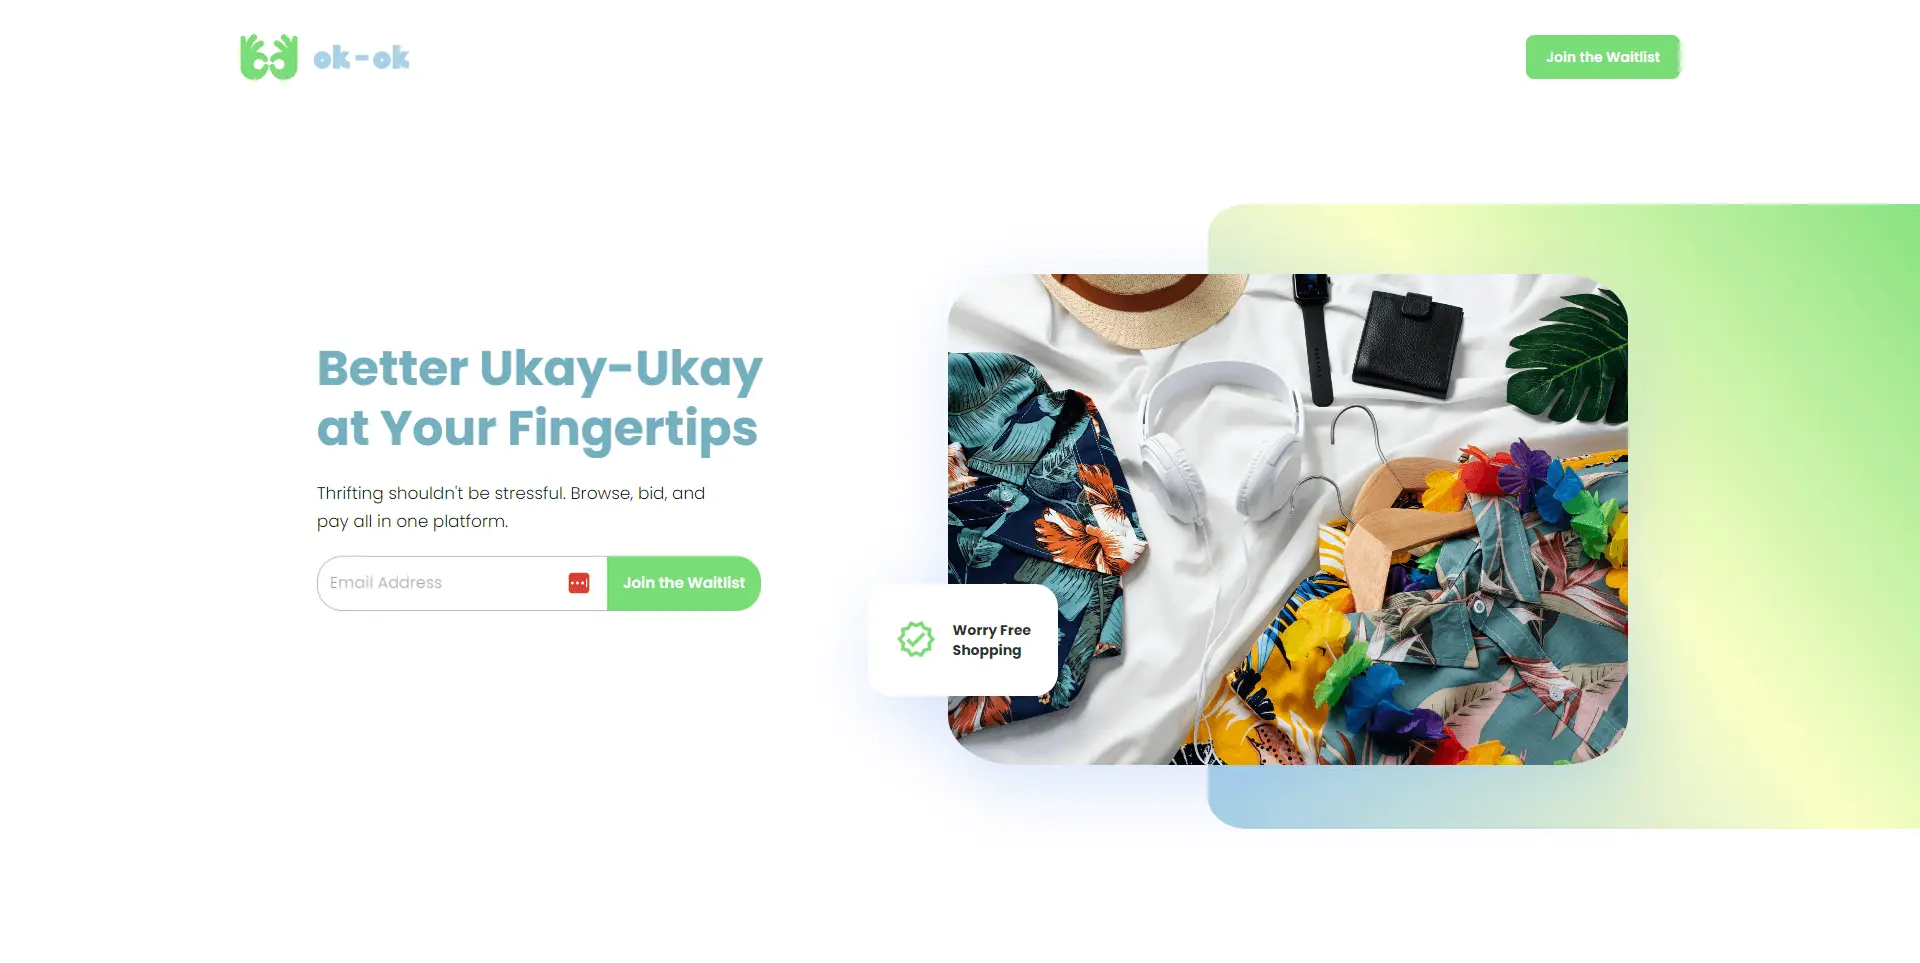 ok-ok
Join the Waitlist
Better Ukay-Ukay
at Your Fingertips
Thrifting shouldn't be stressful. Browse, bid, and
pay all in one platform.
Email Address
Join the Waitlist
Worry Free
Shopping